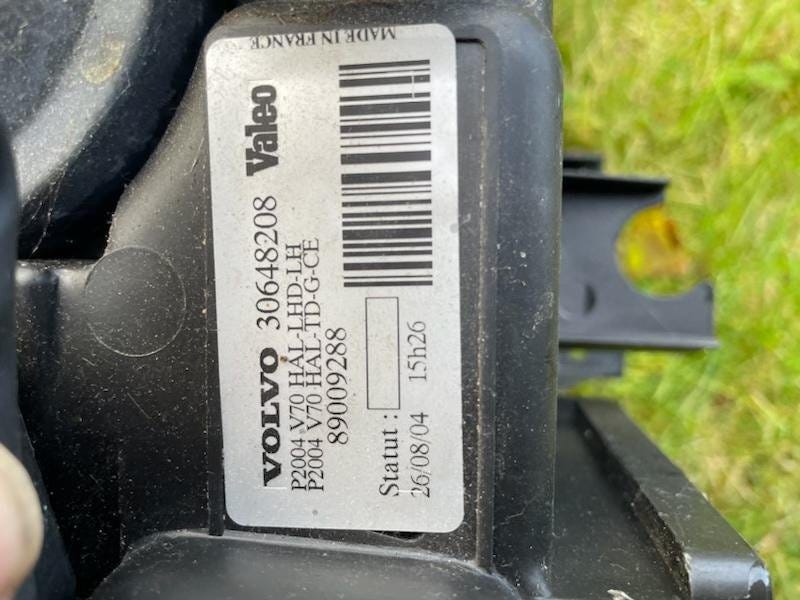 VOLVO 30648208 Valeo
P2004 V70 HAL-LHD-LH
P2004 V70 HAL-TD-G-CE
89009288
Statut :
26/08/04 15h26
MADE IN FRANCE